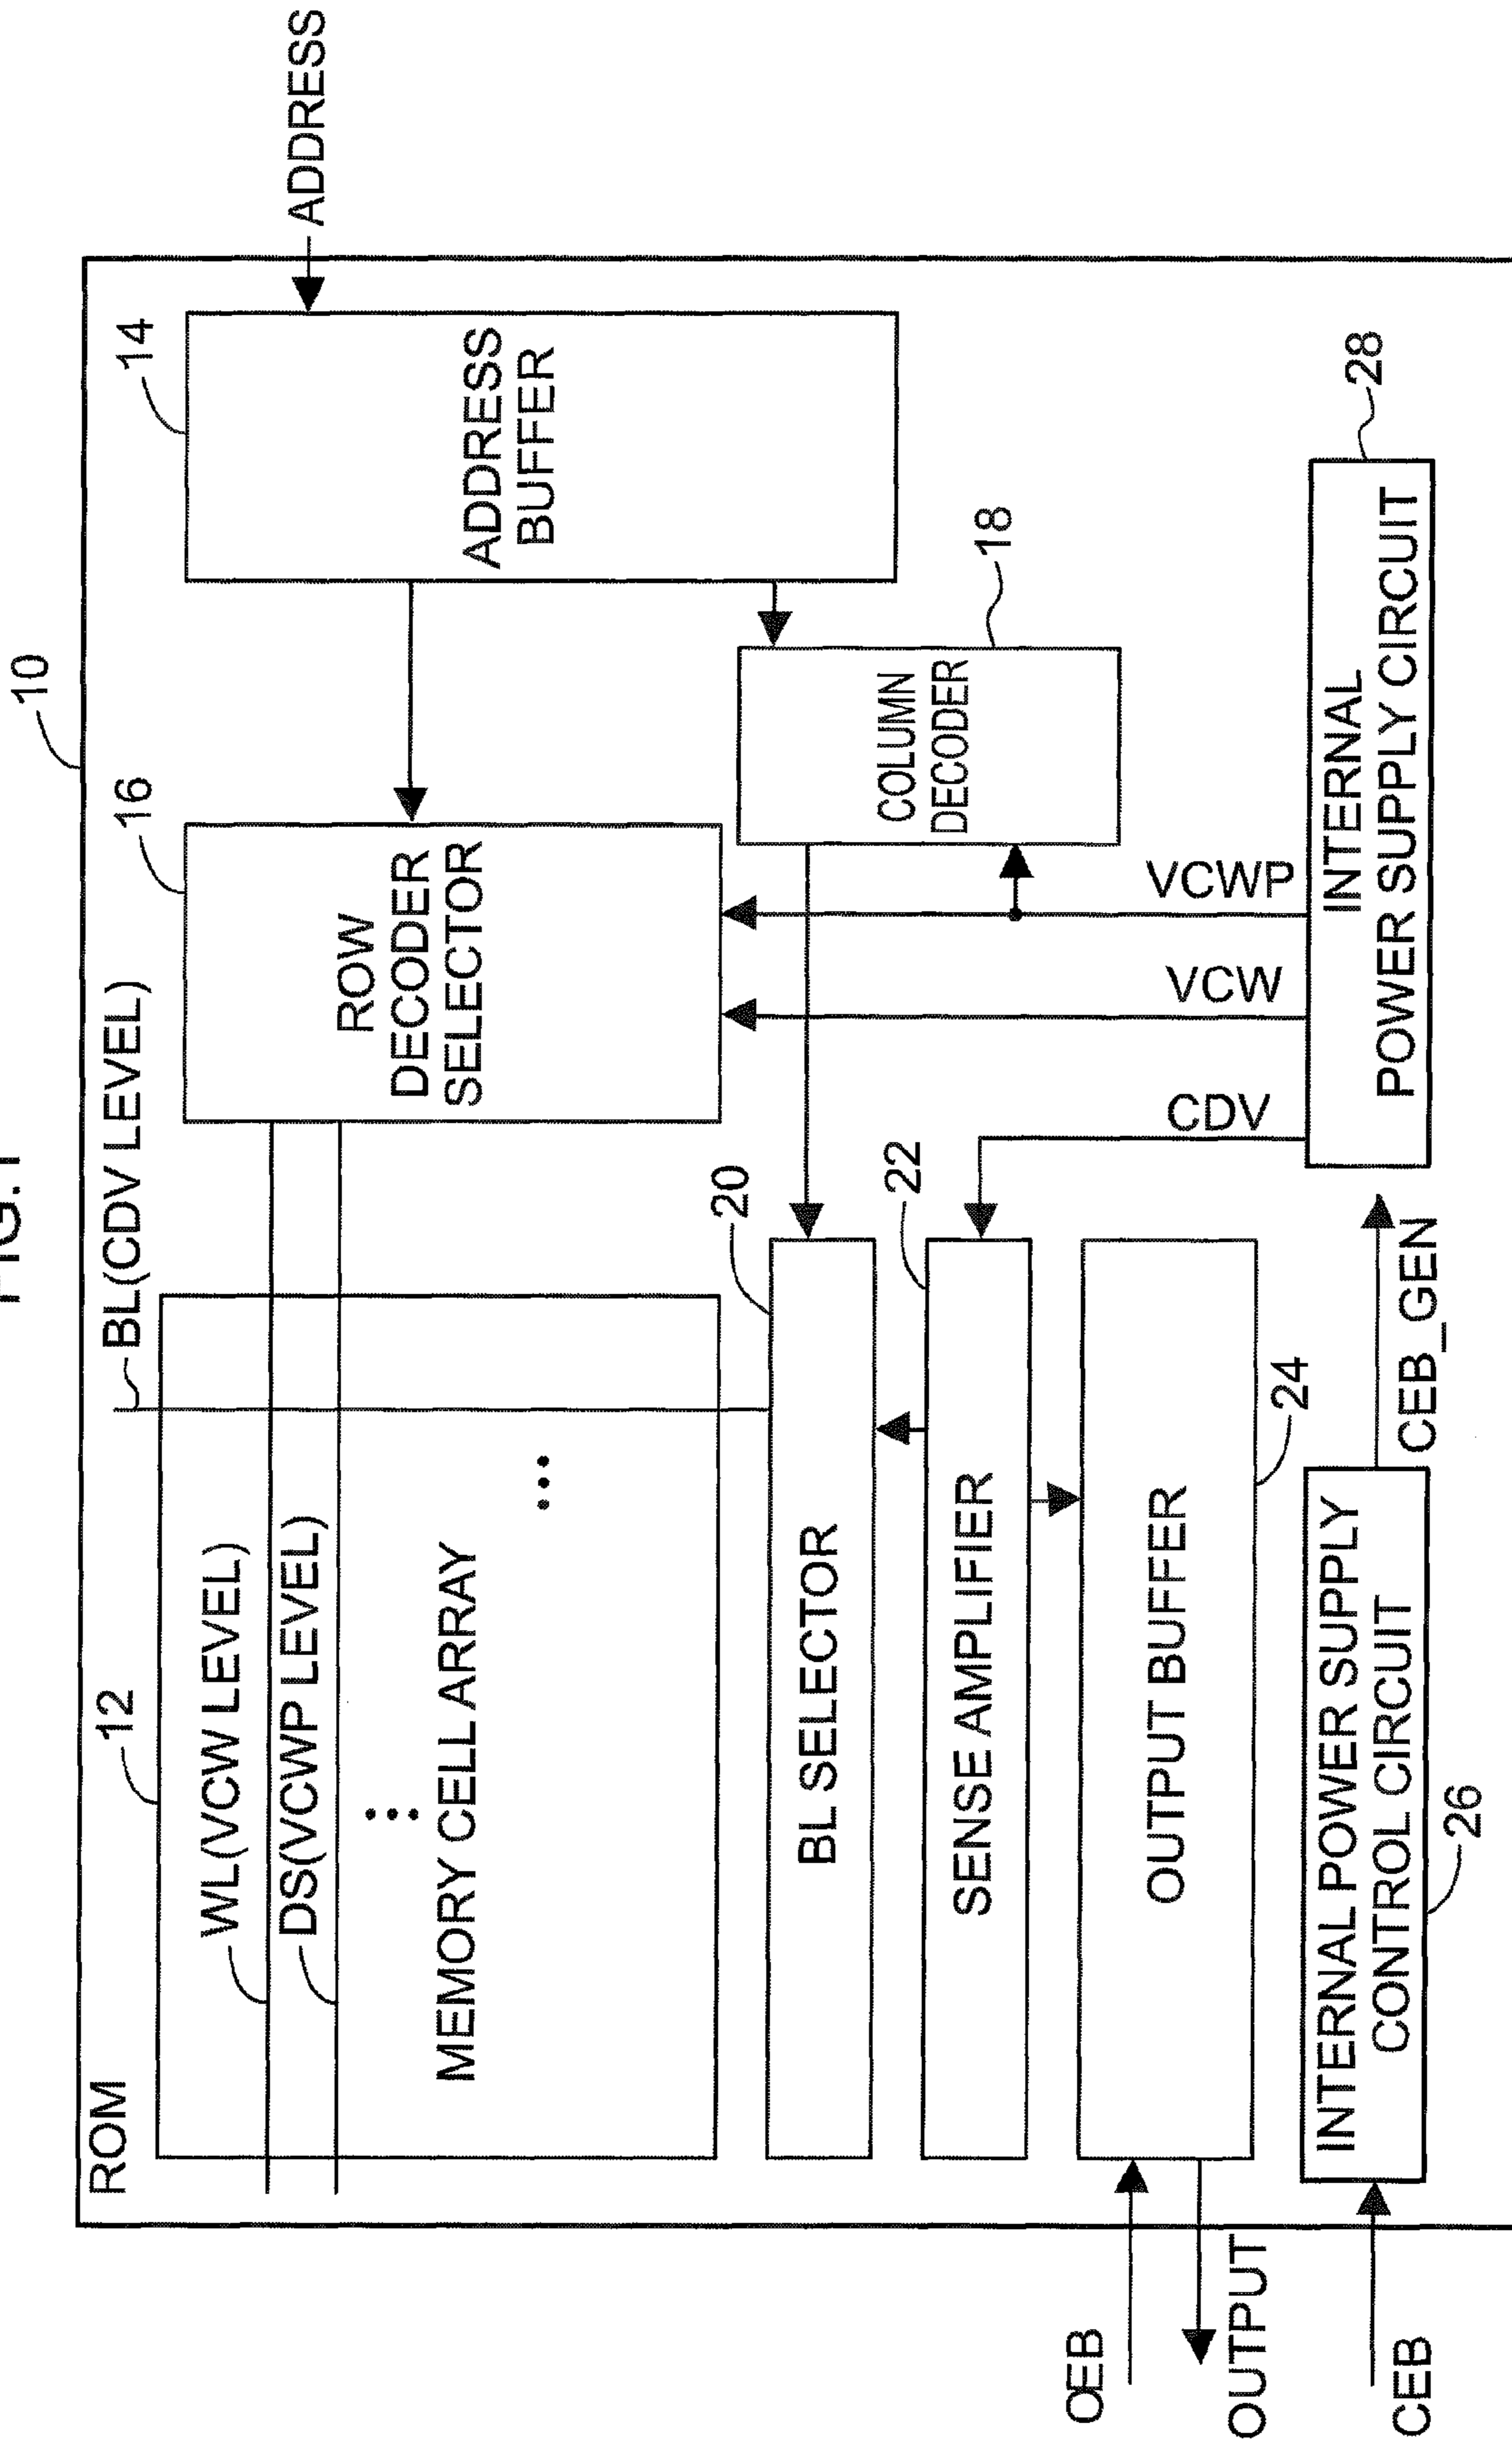 FIG.1
10
ROM
12
WL(VCW LEVEL)
DS(VCWP LEVEL)
MEMORY CELL ARRAY
BL(CDV LEVEL)
16
ROW
DECODER
SELECTOR
14
ADDRESS
BUFFER
ADDRESS
18
COLUMN
DECODER
20
BL SELECTOR
22
SENSE AMPLIFIER
OUTPUT BUFFER
24
CDV
VCW
VCWP
OEB
OUTPUT
CEB
INTERNAL POWER SUPPLY
CONTROL CIRCUIT
26
CEB_GEN
INTERNAL
POWER SUPPLY CIRCUIT
28